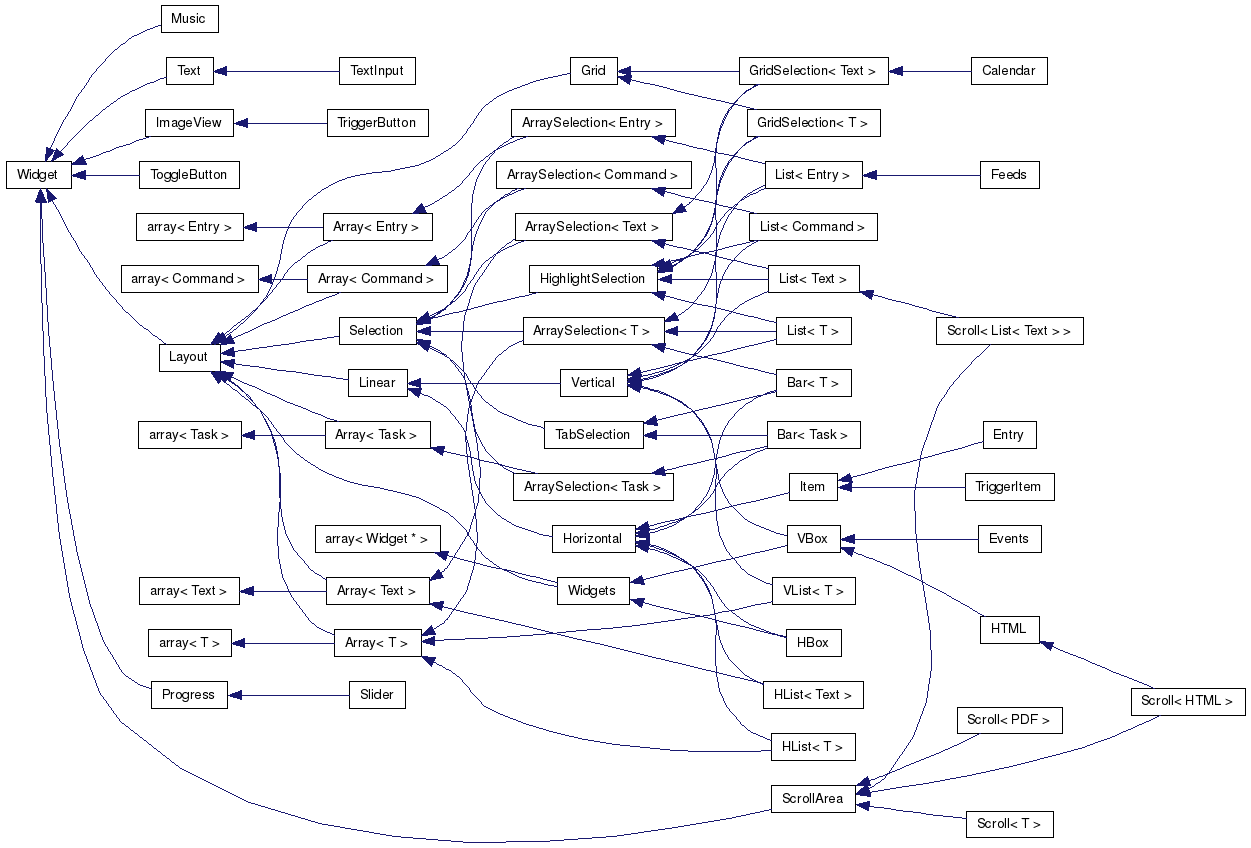 Music
Text
TextInput
Grid
GridSelection< Text >
Calendar
ImageView
TriggerButton
ArraySelection< Entry >
GridSelection< T >
Widget
ToggleButton
ArraySelection< Command >
List< Entry >
Feeds
array< Entry >
Array< Entry >
ArraySelection< Text >
List< Command >
array< Command >
Array< Command >
HighlightSelection
List< Text >
Selection
ArraySelection< T >
List< T >
Scroll< List< Text > >
Layout
Linear
Vertical
Bar< T >
array< Task >
Array< Task >
TabSelection
Bar< Task >
Entry
ArraySelection< Task >
Item
TriggerItem
array< Widget * >
Horizontal
VBox
Events
array< Text >
Array< Text >
Widgets
VList< T >
array< T >
Array< T >
HBox
HTML
Progress
Slider
HList< Text >
Scroll< HTML >
Scroll< PDF >
HList< T >
ScrollArea
Scroll< T >